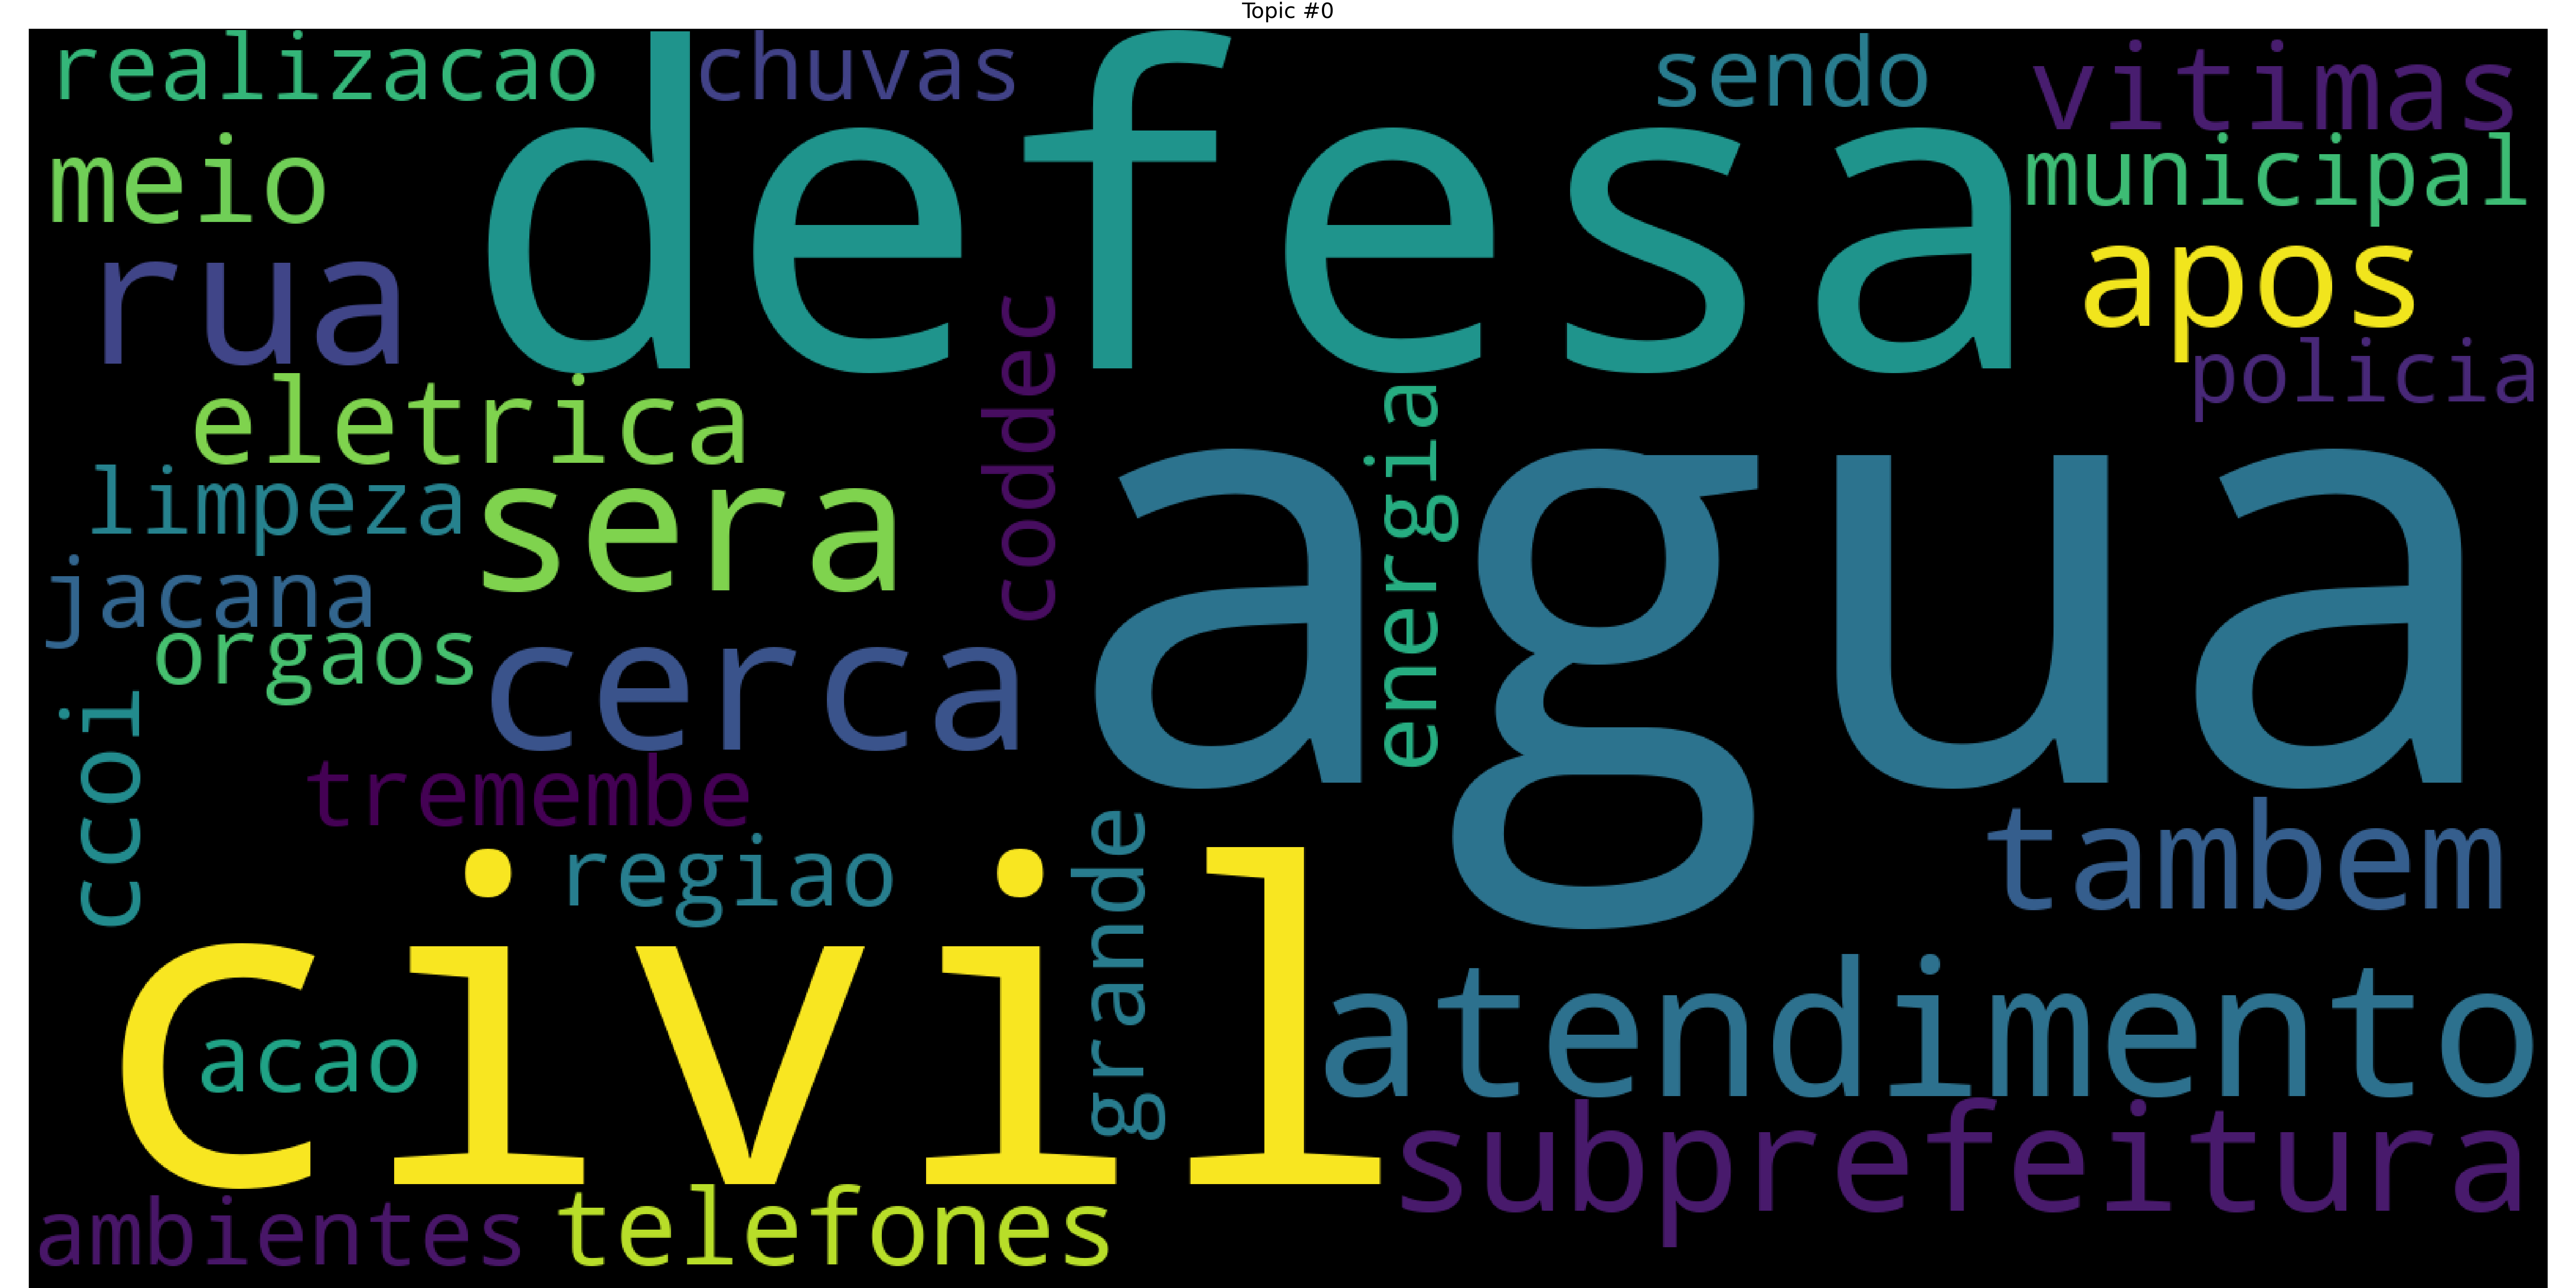 Topic #0
realizacao
chuvas
sendo
vitimas
meio
defesa
municipal
rua
apos
coddec
policia
eletrica
energia
limpeza
sera
agua
jacana
orgaos
cerca
ccoi
tremembe
regiao
grande
tambem
civil
acao
atendimento
subprefeitura
ambientes
telefones